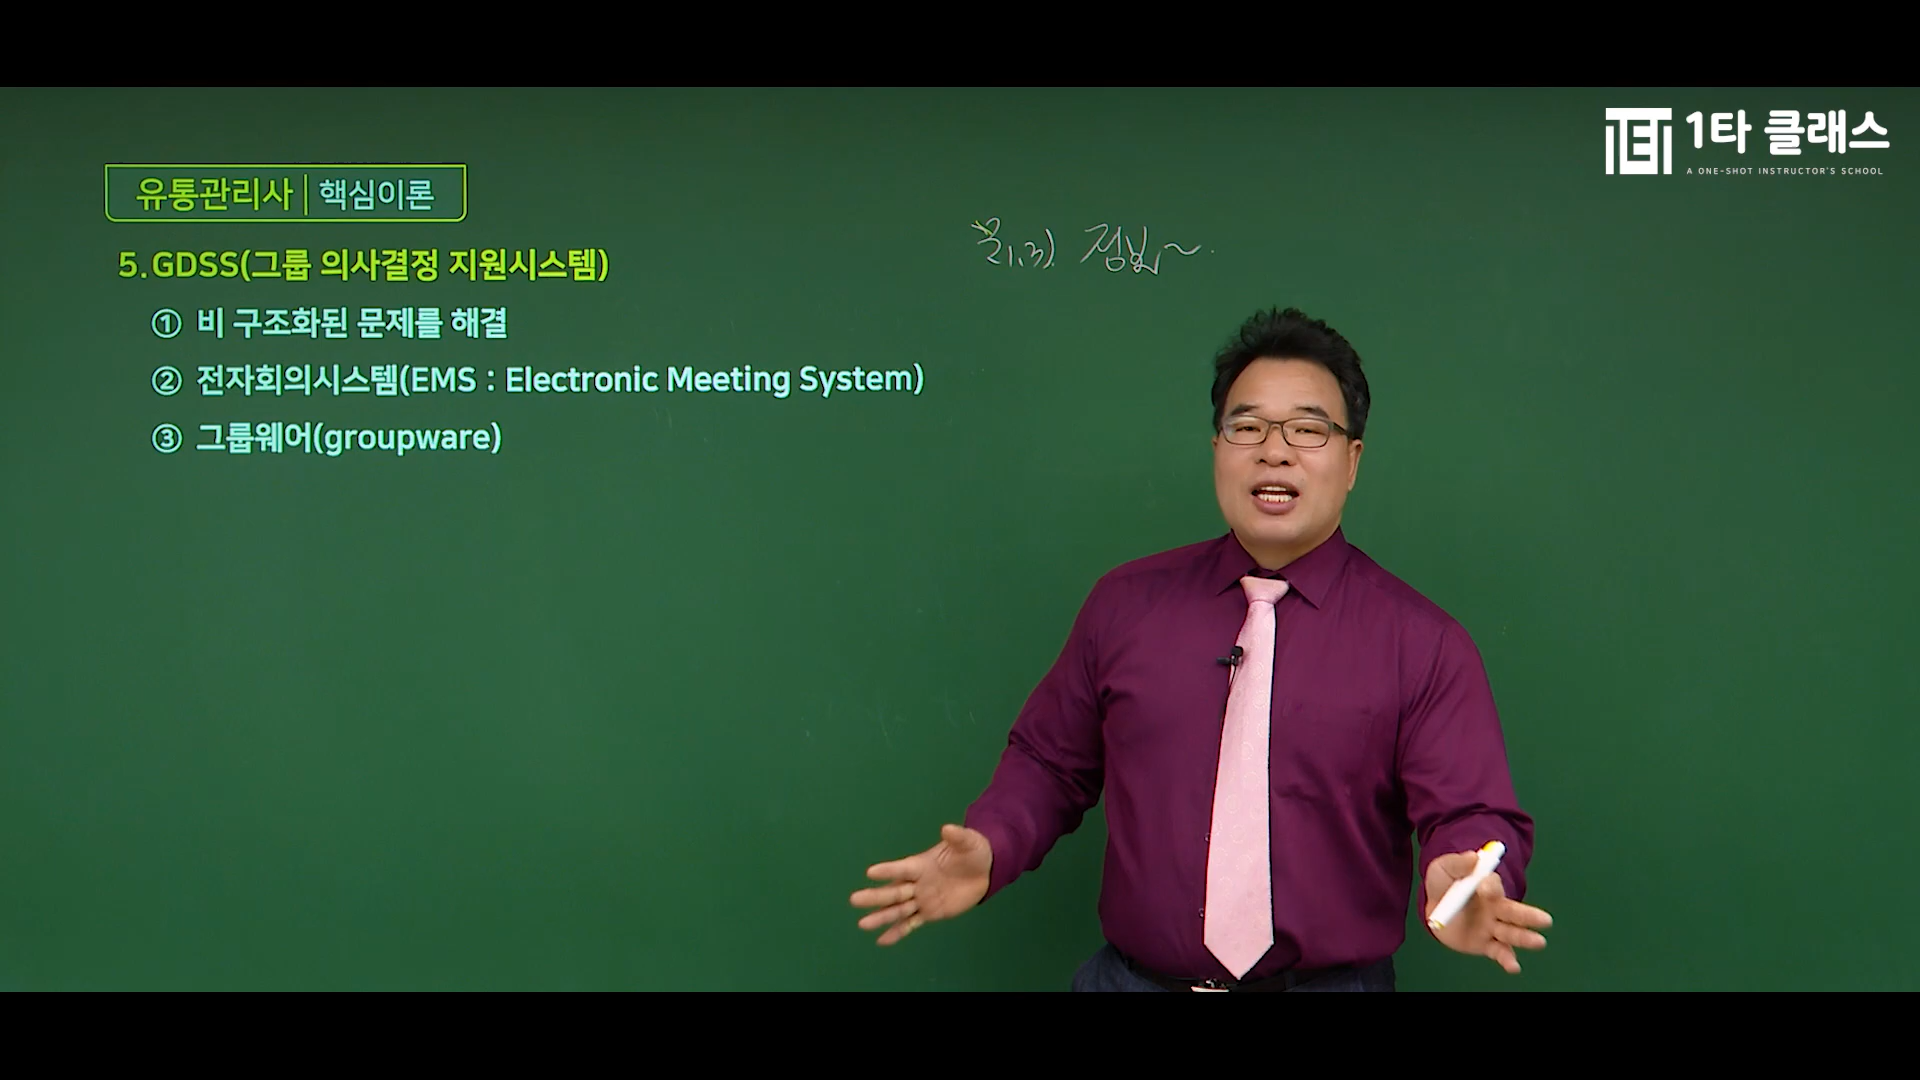 1타 클래스
A ONE-SHOT INSTRUCTOR'S SCHOOL
유통관리사 | 핵심이론
5. GDSS(그룹 의사결정 지원시스템)
① 비 구조화된 문제를 해결
② 전자회의시스템(EMS : Electronic Meeting System)
③ 그룹웨어(groupware)
정보~